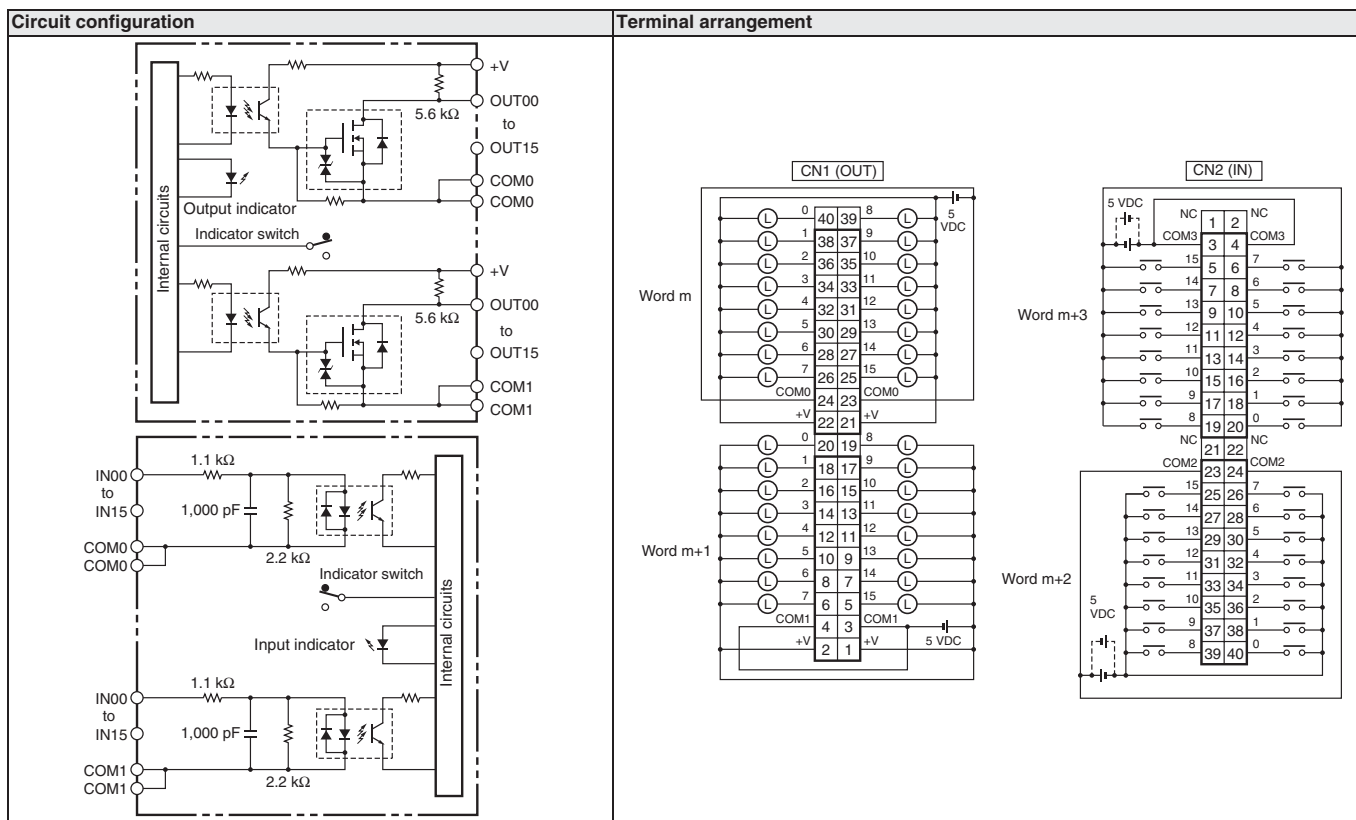 Circuit configuration
Terminal arrangement
+V
OUT00
5.6 kΩ
to
OUT15
COM0
COM0
Output indicator
Indicator switch
Internal circuits
+V
OUT00
5.6 kΩ
to
OUT15
COM1
COM1
1.1 kΩ
IN00
to
IN15
1,000 pF
COM0
COM0
2.2 kΩ
Indicator switch
Input indicator
Internal circuits
1.1 kΩ
IN00
to
IN15
1,000 pF
COM1
COM1
2.2 kΩ
CN1 (OUT)
5
VDC
Word m
L 0 40 39 8 L
L 1 38 37 9 L
L 2 36 35 10 L
L 3 34 33 11 L
L 4 32 31 12 L
L 5 30 29 13 L
L 6 28 27 14 L
L 7 26 25 15 L
COM0 24 23 COM0
+V 22 21 +V
Word m+1
L 0 20 19 8 L
L 1 18 17 9 L
L 2 16 15 10 L
L 3 14 13 11 L
L 4 12 11 12 L
L 5 10 9 13 L
L 6 8 7 14 L
L 7 6 5 15 L
COM1 4 3 COM1
+V 2 1 +V
5 VDC
CN2 (IN)
5 VDC
Word m+3
NC 1 2 NC
COM3 3 4 COM3
15 5 6 7
14 7 8 6
13 9 10 5
12 11 12 4
11 13 14 3
10 15 16 2
9 17 18 1
8 19 20 0
NC 21 22 NC
COM2 23 24 COM2
Word m+2
15 25 26 7
14 27 28 6
13 29 30 5
12 31 32 4
11 33 34 3
10 35 36 2
9 37 38 1
8 39 40 0
5
VDC